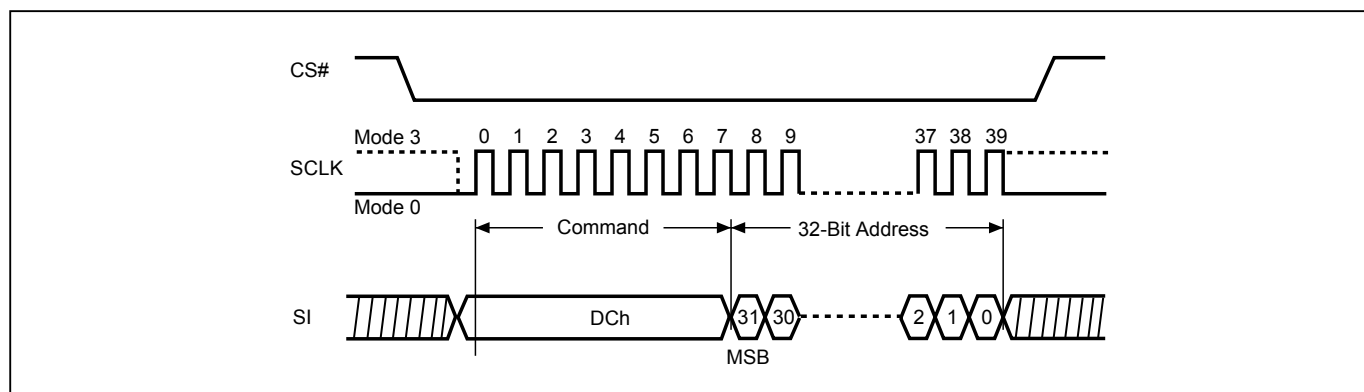 CS#
Mode 3
0 1 2 3 4 5 6 7 8 9 37 38 39
SCLK
Mode 0
Command 32-Bit Address
SI DCh 31 30 2 1 0
MSB